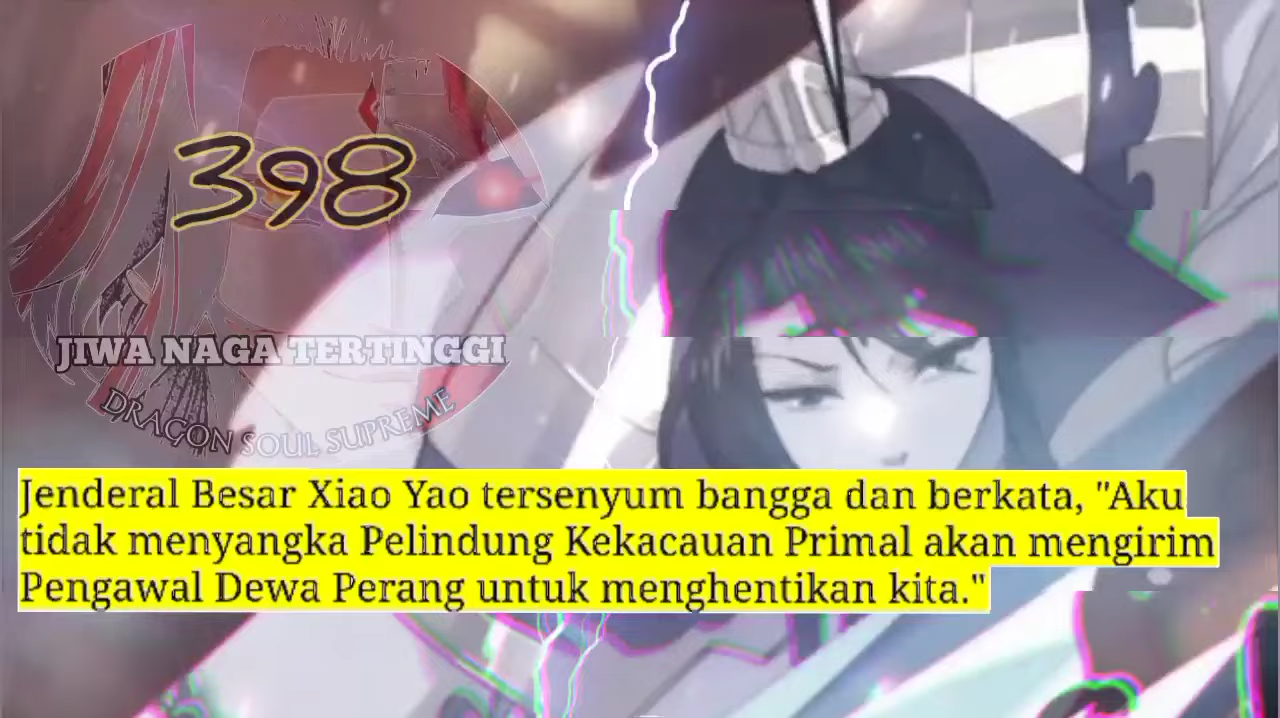 398
JIWA NAGA TERTINGGI
DRAGON SOUL SUPREME
Jenderal Besar Xiao Yao tersenyum bangga dan berkata, "Aku
tidak menyangka Pelindung Kekacauan Primal akan mengirim
Pengawal Dewa Perang untuk menghentikan kita."